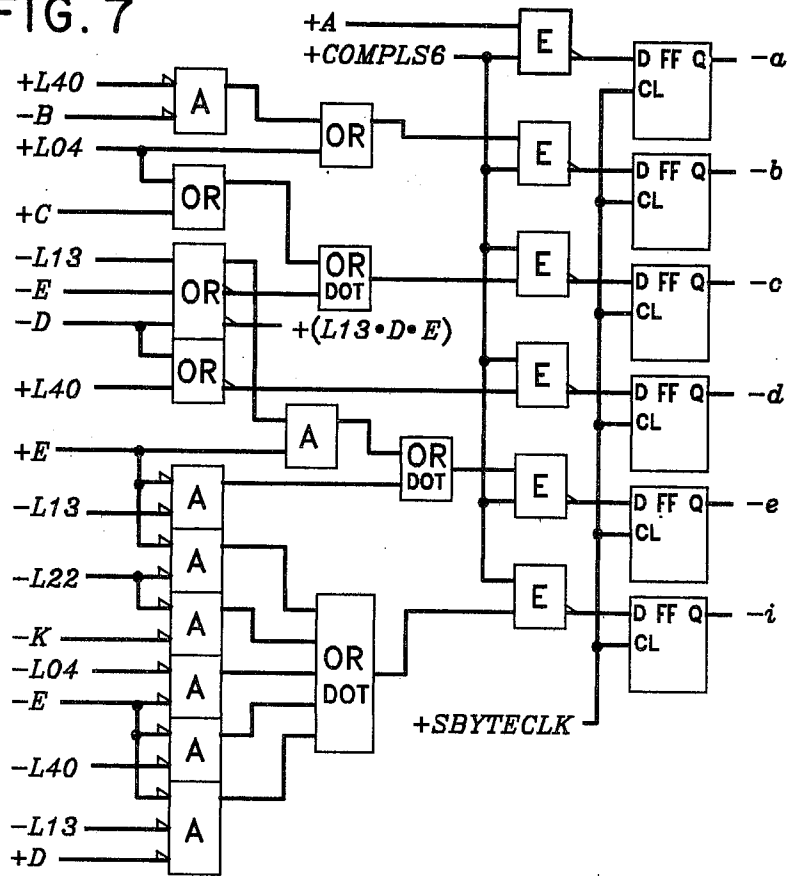 FIG. 7
+A
+COMPLS6
E
D FF Q
CL
-a
+L40
-B
A
+L04
OR
E
D FF Q
CL
-b
+C
OR
-L13
-E
-D
OR
OR
DOT
E
D FF Q
CL
-c
+(L13•D•E)
+L40
OR
E
D FF Q
CL
-d
+E
A
OR
DOT
-L13
A
E
D FF Q
CL
-e
-L22
A
-K
A
-L04
A
-E
OR
DOT
E
D FF Q
CL
-i
-L40
A
+SBYTECLK
-L13
A
+D